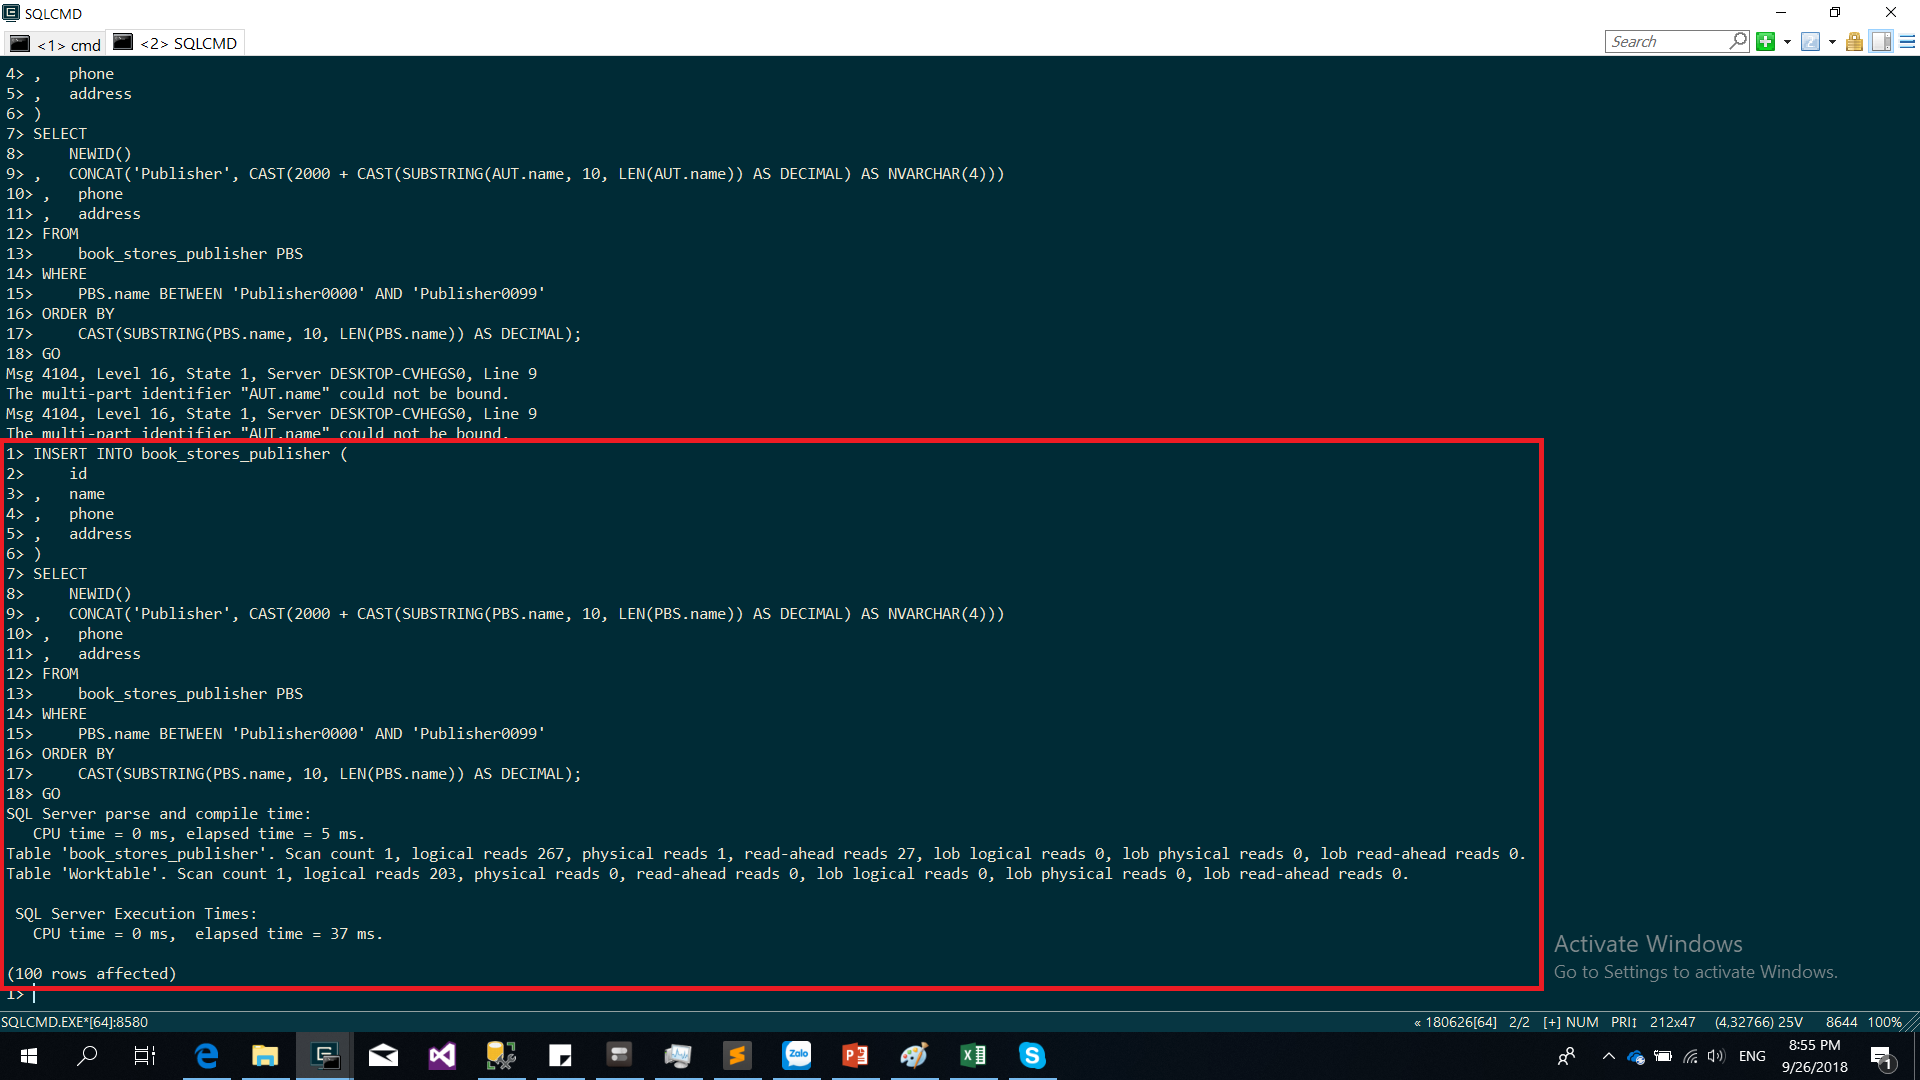 SQLCMD
<1> cmd
<2> SQLCMD
Search
4> ,   phone
5> ,   address
6> )
7> SELECT
8>     NEWID()
9> ,   CONCAT('Publisher', CAST(2000 + CAST(SUBSTRING(AUT.name, 10, LEN(AUT.name)) AS DECIMAL) AS NVARCHAR(4)))
10> ,   phone
11> ,   address
12> FROM
13>     book_stores_publisher PBS
14> WHERE
15>     PBS.name BETWEEN 'Publisher0000' AND 'Publisher0099'
16> ORDER BY
17>     CAST(SUBSTRING(PBS.name, 10, LEN(PBS.name)) AS DECIMAL);
18> GO
Msg 4104, Level 16, State 1, Server DESKTOP-CVHEGS0, Line 9
The multi-part identifier "AUT.name" could not be bound.
Msg 4104, Level 16, State 1, Server DESKTOP-CVHEGS0, Line 9
The multi-part identifier "AUT.name" could not be bound.
1> INSERT INTO book_stores_publisher (
2>     id
3> ,   name
4> ,   phone
5> ,   address
6> )
7> SELECT
8>     NEWID()
9> ,   CONCAT('Publisher', CAST(2000 + CAST(SUBSTRING(PBS.name, 10, LEN(PBS.name)) AS DECIMAL) AS NVARCHAR(4)))
10> ,   phone
11> ,   address
12> FROM
13>     book_stores_publisher PBS
14> WHERE
15>     PBS.name BETWEEN 'Publisher0000' AND 'Publisher0099'
16> ORDER BY
17>     CAST(SUBSTRING(PBS.name, 10, LEN(PBS.name)) AS DECIMAL);
18> GO
SQL Server parse and compile time:
   CPU time = 0 ms, elapsed time = 5 ms.
Table 'book_stores_publisher'. Scan count 1, logical reads 267, physical reads 1, read-ahead reads 27, lob logical reads 0, lob physical reads 0, lob read-ahead reads 0.
Table 'Worktable'. Scan count 1, logical reads 203, physical reads 0, read-ahead reads 0, lob logical reads 0, lob physical reads 0, lob read-ahead reads 0.
 SQL Server Execution Times:
   CPU time = 0 ms,  elapsed time = 37 ms.
(100 rows affected)
1>
Activate Windows
Go to Settings to activate Windows.
SQLCMD.EXE*[64]:8580
« 180626[64] 2/2 [+] NUM PRI↕ 212x47 (4,32766) 25V 8644 100%
Zalo
ENG
8:55 PM
9/26/2018
1